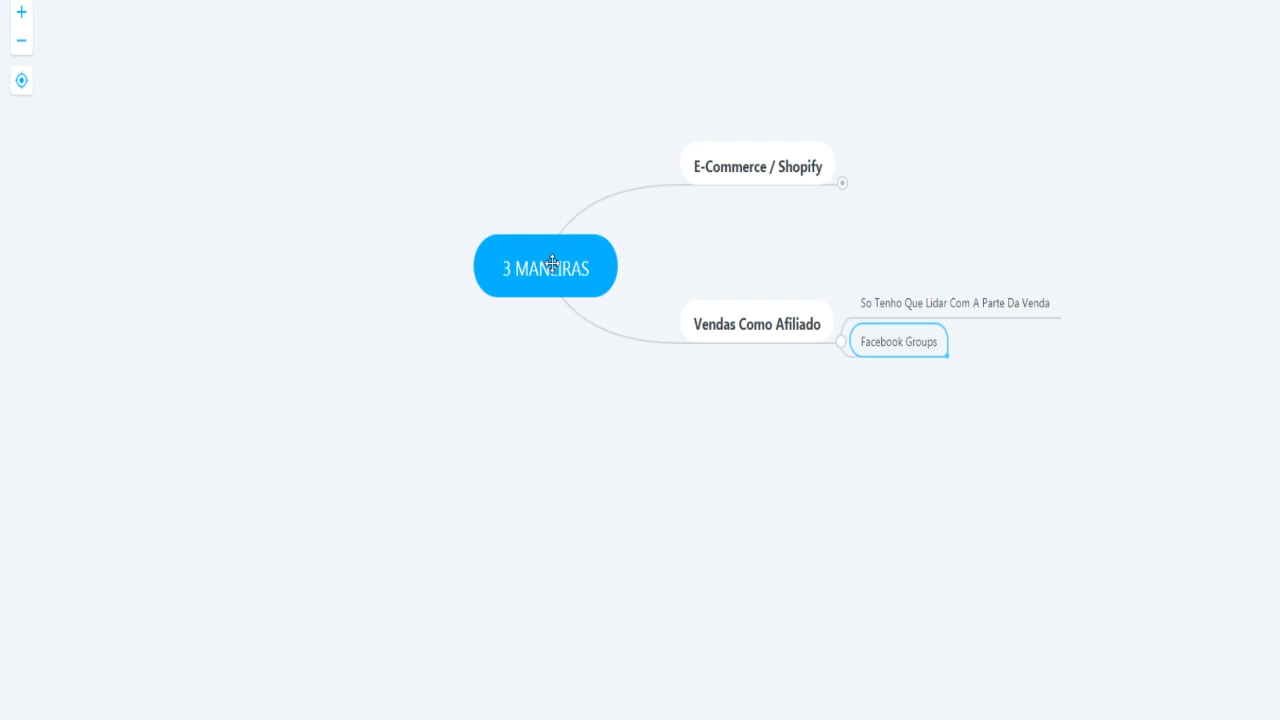 E-Commerce / Shopify
3 MANEIRAS
So Tenho Que Lidar Com A Parte Da Venda
Vendas Como Afiliado
Facebook Groups